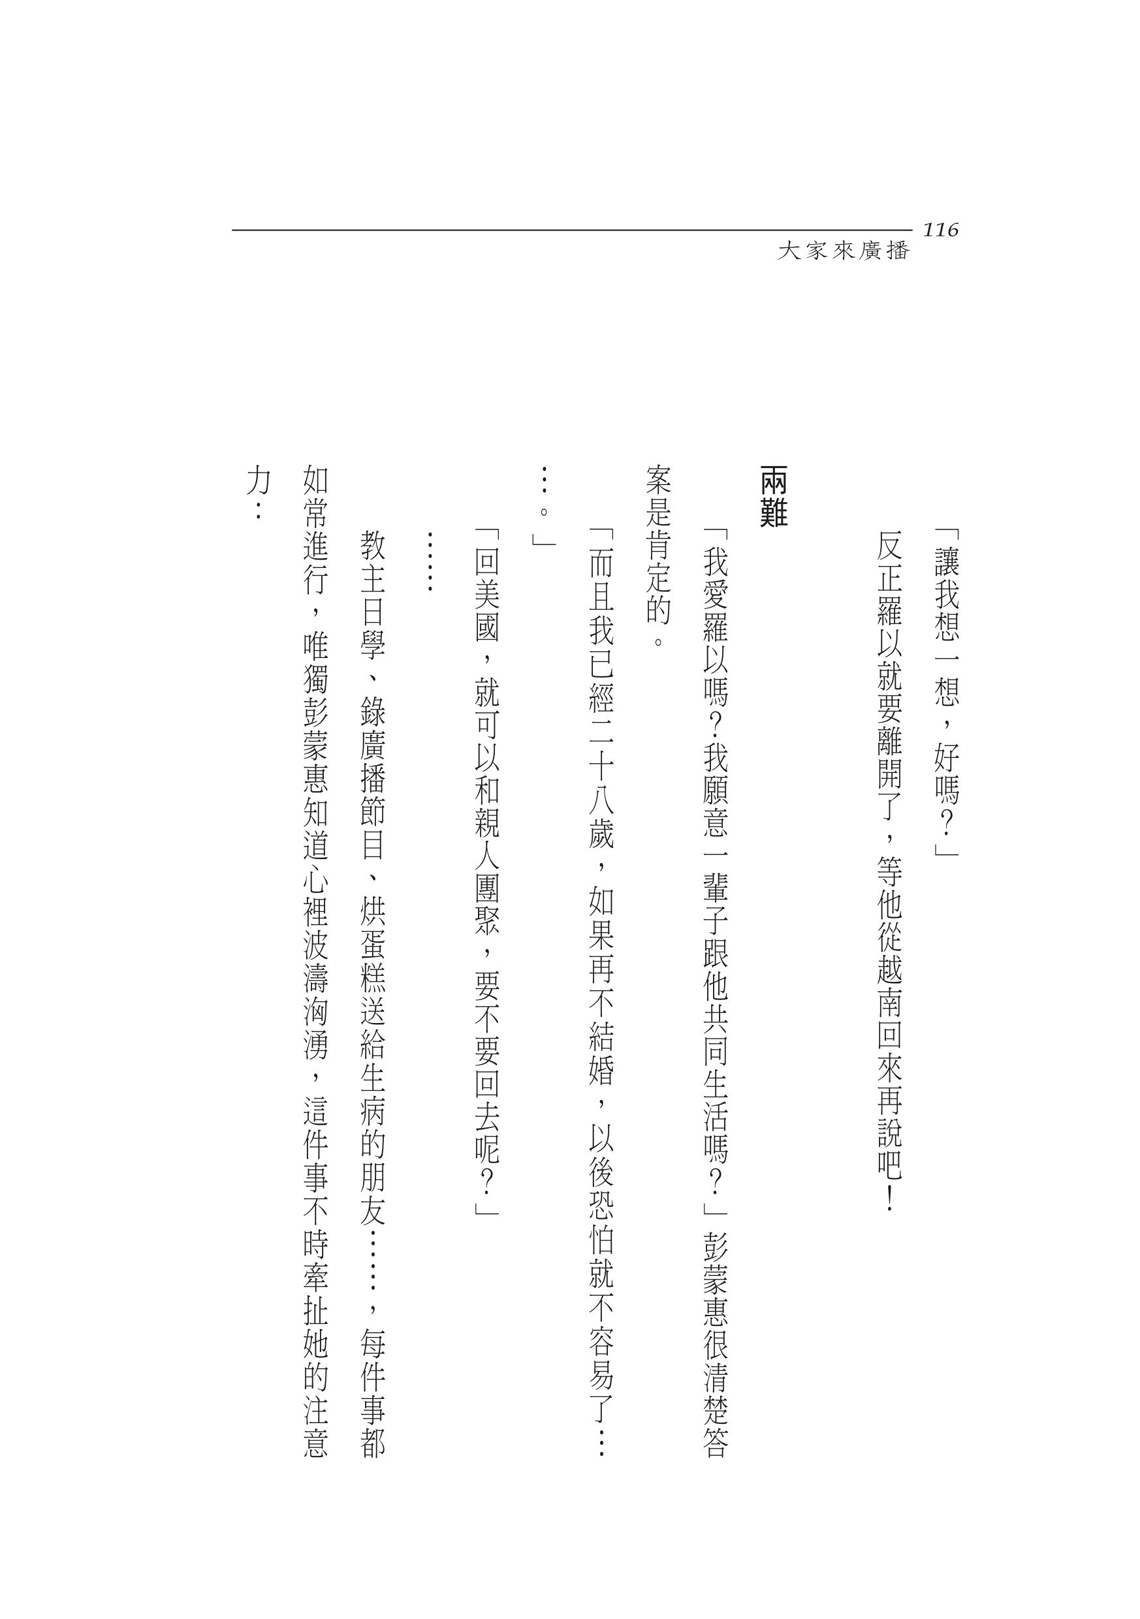 116
大家來廣播
「讓我想一想，好嗎？」
反正羅以就要離開了，等他從越南回來再說吧！
兩難
「我愛羅以嗎？我願意一輩子跟他共同生活嗎？」彭蒙惠很清楚答
案是肯定的。
「而且我已經二十八歲，如果再不結婚，以後恐怕就不容易了…
…。」
「回美國，就可以和親人團聚，要不要回去呢？」
……
教主日學、錄廣播節目、烘蛋糕送給生病的朋友……，每件事都
如常進行，唯獨彭蒙惠知道心裡波濤洶湧，這件事不時牽扯她的注意
力…